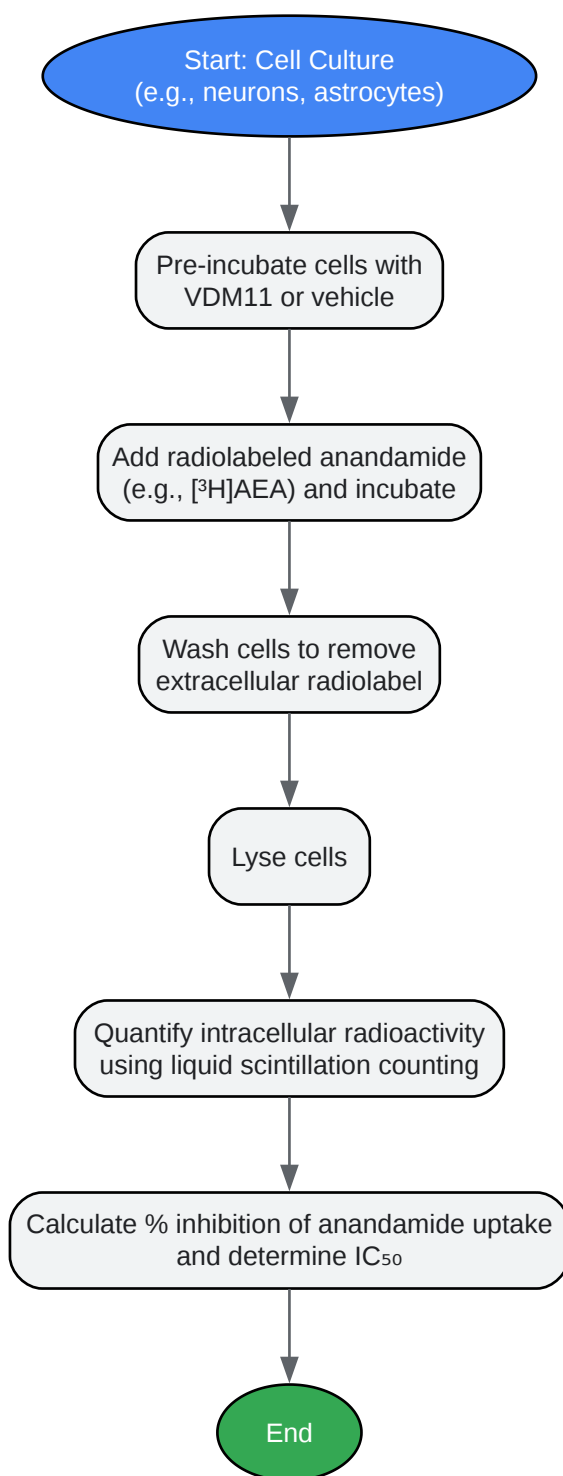 Start: Cell Culture
(e.g., neurons, astrocytes)
Pre-incubate cells with
VDM11 or vehicle
Add radiolabeled anandamide
(e.g., [³H]AEA) and incubate
Wash cells to remove
extracellular radiolabel
Lyse cells
Quantify intracellular radioactivity
using liquid scintillation counting
Calculate % inhibition of anandamide uptake
and determine IC₅₀
End